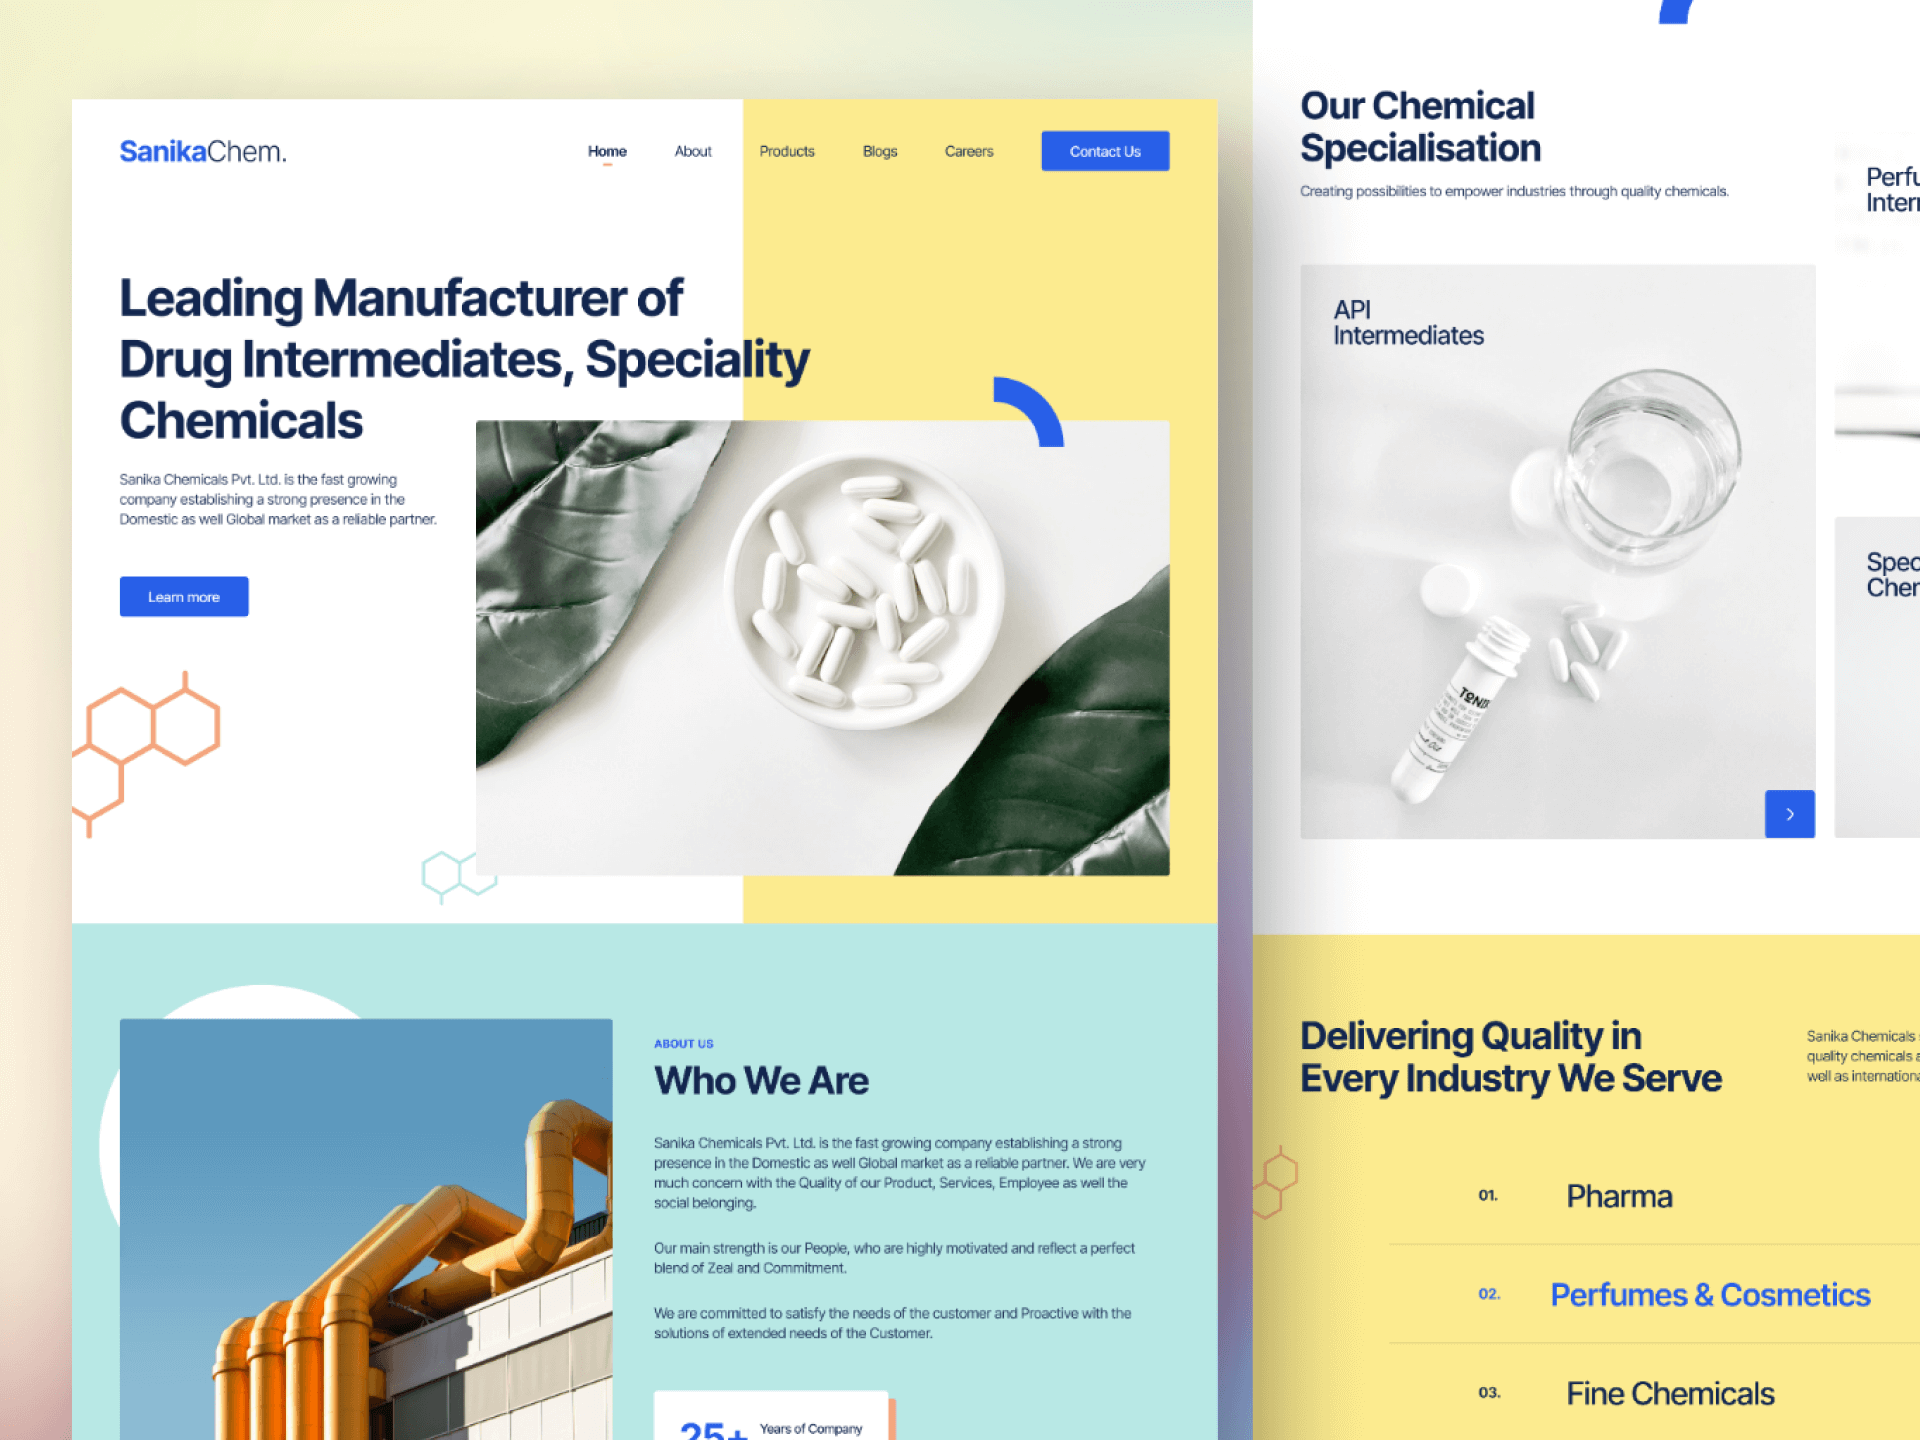 SanikaChem.
Home
About
Products
Blogs
Careers
Contact Us
Leading Manufacturer of
Drug Intermediates, Speciality
Chemicals
Sanika Chemicals Pvt. Ltd. is the fast growing
company establishing a strong presence in the
Domestic as well Global market as a reliable partner.
Learn more
ABOUT US
Who We Are
Sanika Chemicals Pvt. Ltd. is the fast growing company establishing a strong
presence in the Domestic as well Global market as a reliable partner. We are very
much concern with the Quality of our Product, Services, Employee as well the
social belonging.
Our main strength is our People, who are highly motivated and reflect a perfect
blend of Zeal and Commitment.
We are committed to satisfy the needs of the customer and Proactive with the
solutions of extended needs of the Customer.
25+
Years of Company
Our Chemical
Specialisation
Creating possibilities to empower industries through quality chemicals.
API
Intermediates
Delivering Quality in
Every Industry We Serve
Sanika Chemicals
quality chemicals
well as
01.
Pharma
02.
Perfumes & Cosmetics
03.
Fine Chemicals